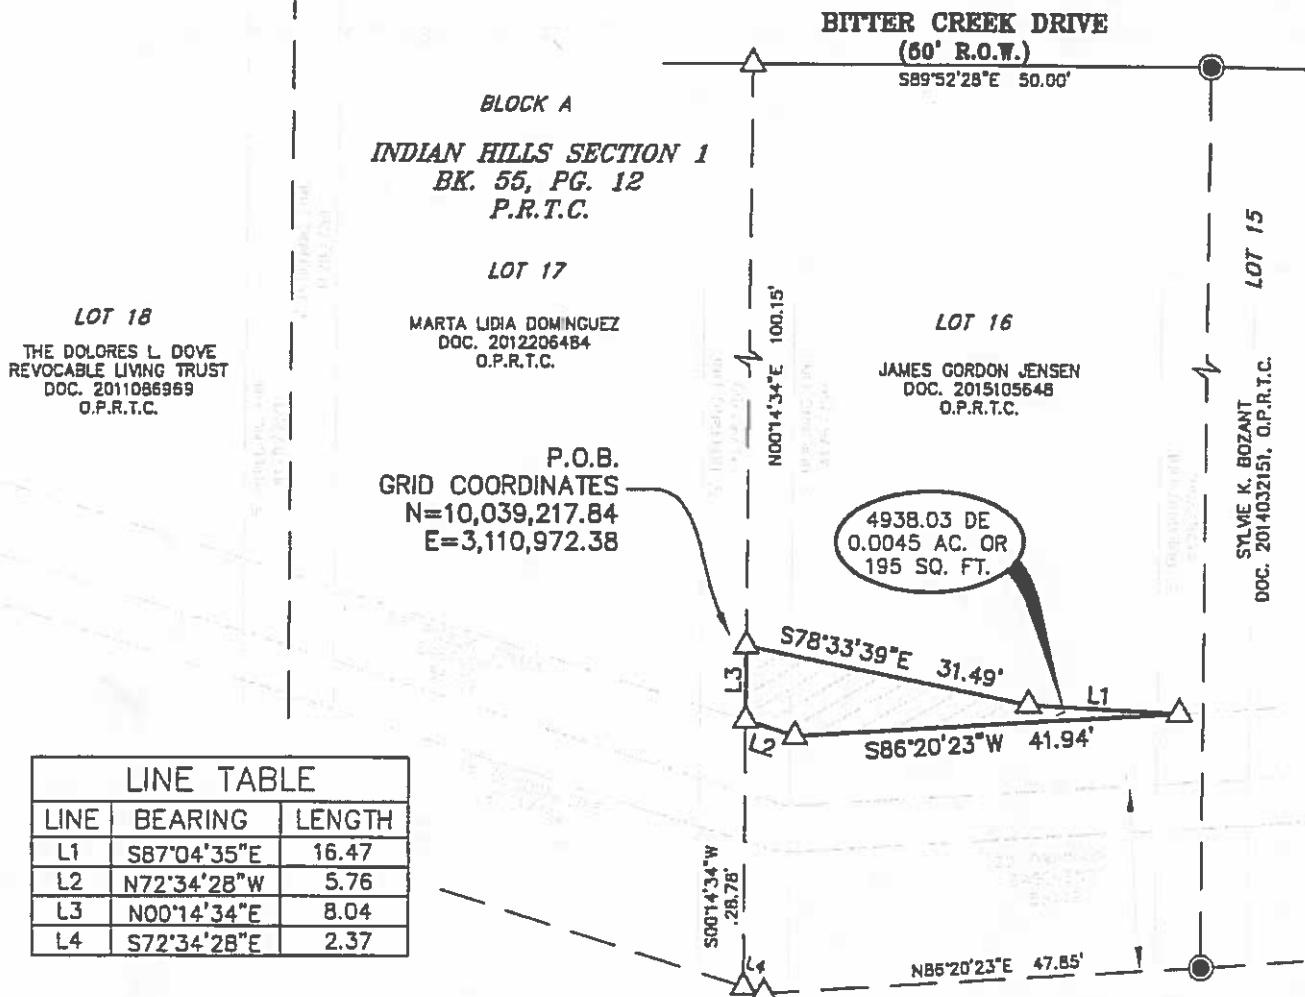 BITTER CREEK DRIVE
(60' R.O.W.)
S89°52'28"E 50.00'
BLOCK A
INDIAN HILLS SECTION 1
BK. 55, PG. 12
P.R.T.C.
LOT 17
MARTA LIDIA DOMINGUEZ
DOC. 2012206484
O.P.R.T.C.
LOT 18
THE DOLORES L. DOVE
REVOCABLE LIVING TRUST
DOC. 2011086969
O.P.R.T.C.
N00°14'34"E 100.15'
LOT 16
JAMES GORDON JENSEN
DOC. 2015105648
O.P.R.T.C.
LOT 15
SYLVIE K. BOZANT
DOC. 2014032151, O.P.R.T.C.
P.O.B.
GRID COORDINATES
N=10,039,217.84
E=3,110,972.38
4938.03 DE
0.0045 AC. OR
195 SQ. FT.
S78°33'39"E 31.49'
L3
L1
L2
S86°20'23"W 41.94'
LINE TABLE
LINE BEARING LENGTH
L1 S87°04'35"E 16.47
L2 N72°34'28"W 5.76
L3 N00°14'34"E 8.04
L4 S72°34'28"E 2.37
S00°14'34"W
28.78'
L4
N86°20'23"E 47.85'